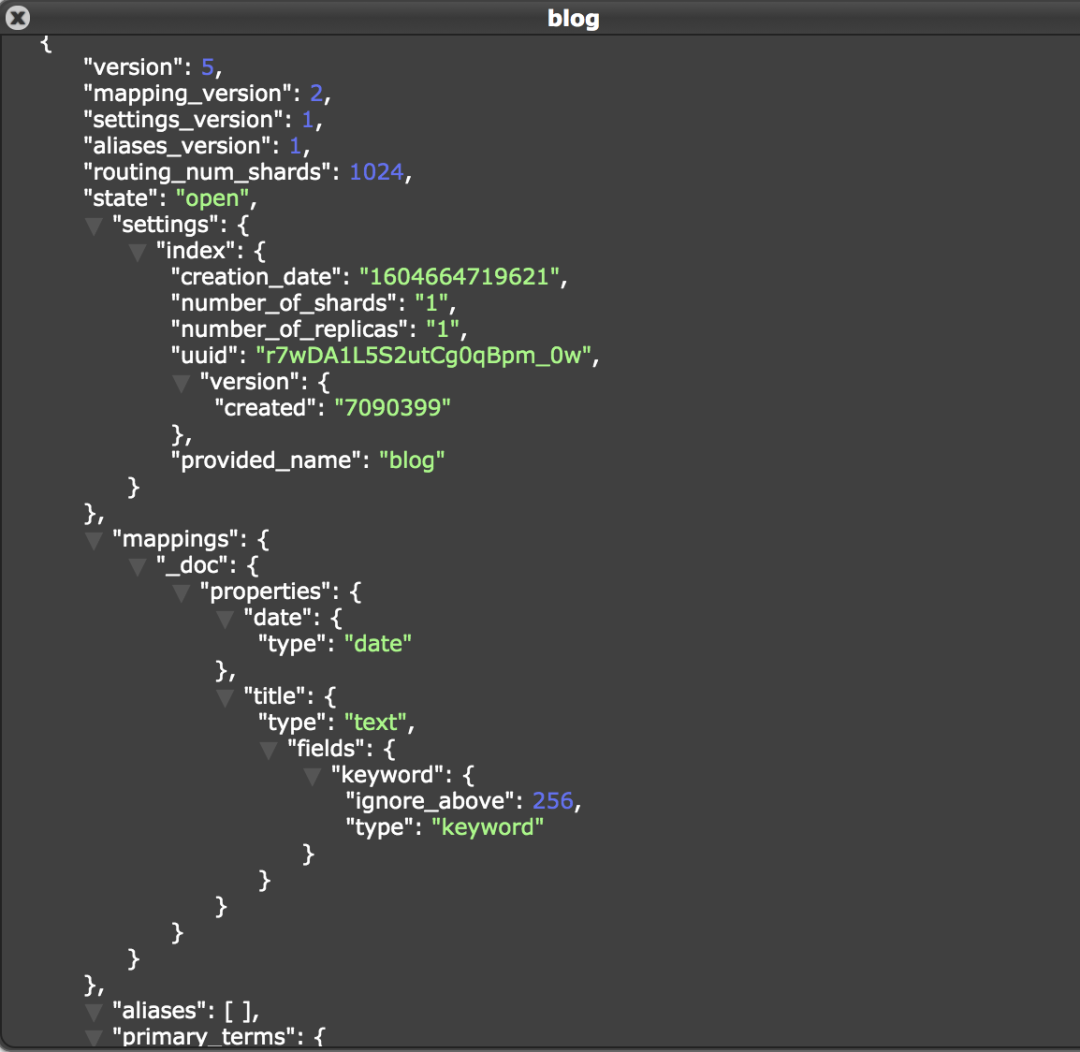 blog
{
"version": 5,
"mapping_version": 2,
"settings_version": 1,
"aliases_version": 1,
"routing_num_shards": 1024,
"state": "open",
"settings": {
"index": {
"creation_date": "1604664719621",
"number_of_shards": "1",
"number_of_replicas": "1",
"uuid": "r7wDA1L5S2utCg0qBpm_0w",
"version": {
"created": "7090399"
},
"provided_name": "blog"
}
},
"mappings": {
"_doc": {
"properties": {
"date": {
"type": "date"
},
"title": {
"type": "text",
"fields": {
"keyword": {
"ignore_above": 256,
"type": "keyword"
}
}
}
}
}
},
"aliases": [ ],
"primary_terms": {